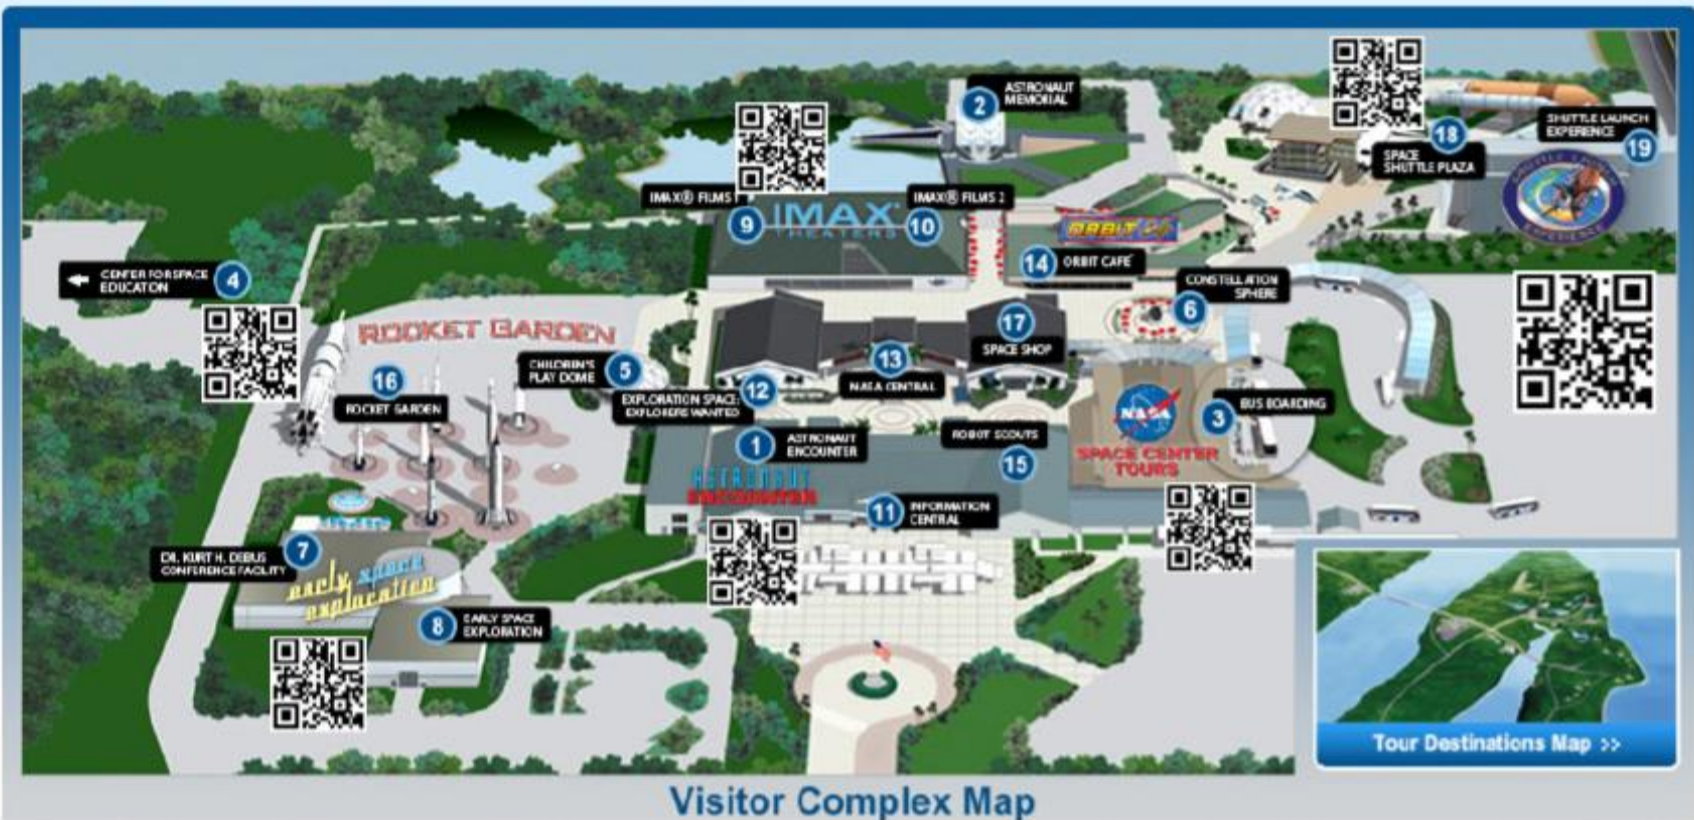 2
ASTRONAUT
MEMORIAL
18
SPACE
SHUTTLE PLAZA
SHUTTLE LAUNCH
EXPERIENCE
19
IMAX® FILMS 1
9
IMAX®
THEATERS
IMAX® FILMS 2
10
14
ORBIT CAFE
CONSTELLATION
SPHERE
6
CENTER FOR SPACE
EDUCATION
4
ROCKET GARDEN
16
ROCKET GARDEN
CHILDREN'S
PLAY DOME
5
17
SPACE SHOP
13
NASA CENTRAL
12
EXPLORATION SPACE:
EXPLORERS WANTED
NASA
SPACE CENTER
TOURS
3
BUS BOARDING
1
ASTRONAUT
ENCOUNTER
ASTRONAUT
ENCOUNTER
ROBOT SCOUTS
15
11
INFORMATION
CENTRAL
DR. KURT H. DEBUS
CONFERENCE FACILITY
7
early space
exploration
8
EARLY SPACE
EXPLORATION
Tour Destinations Map >>
Visitor Complex Map